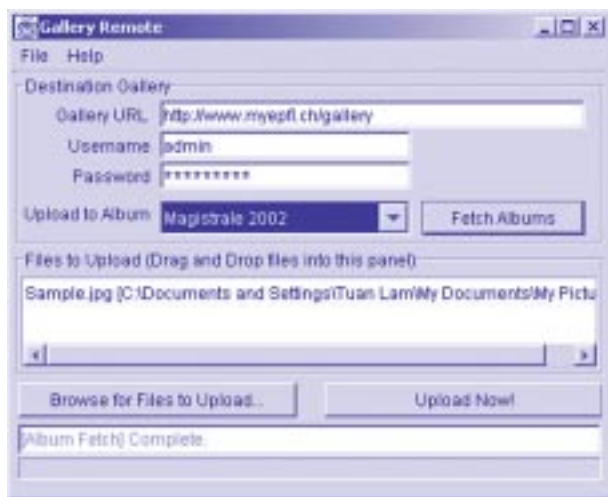 Gallery Remote
File Help
Destination Gallery
Gallery URL http://www.myepfl.ch/gallery
Username admin
Password *********
Upload to Album Magistrale 2002 Fetch Albums
Files to Upload (Drag and Drop files into this panel)
Sample.jpg [C:\Documents and Settings\Tuan Lam\My Documents\My Pictu
Browse for Files to Upload... Upload Now!
[Album Fetch] Complete.